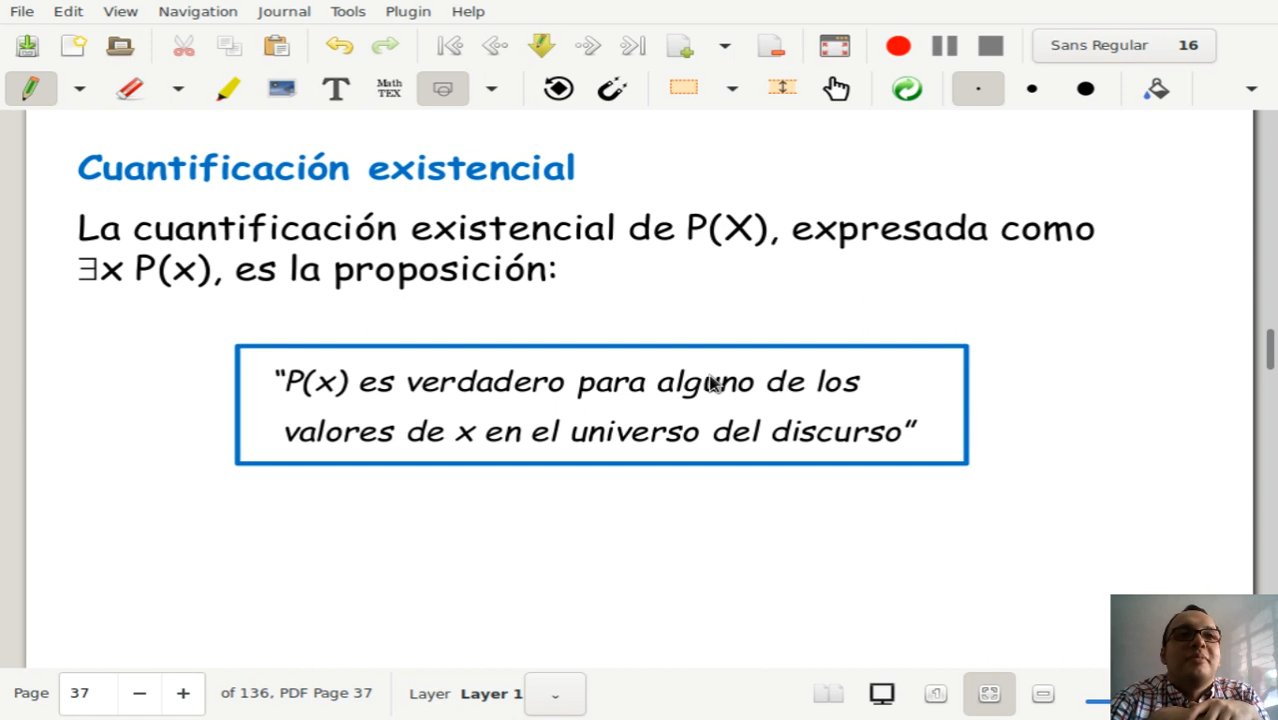 File Edit View Navigation Journal Tools Plugin Help
Sans Regular 16
T Math TEX
Cuantificación existencial
La cuantificación existencial de P(X), expresada como
∃x P(x), es la proposición:
“P(x) es verdadero para alguno de los
valores de x en el universo del discurso”
Page 37 − + of 136, PDF Page 37 Layer Layer 1